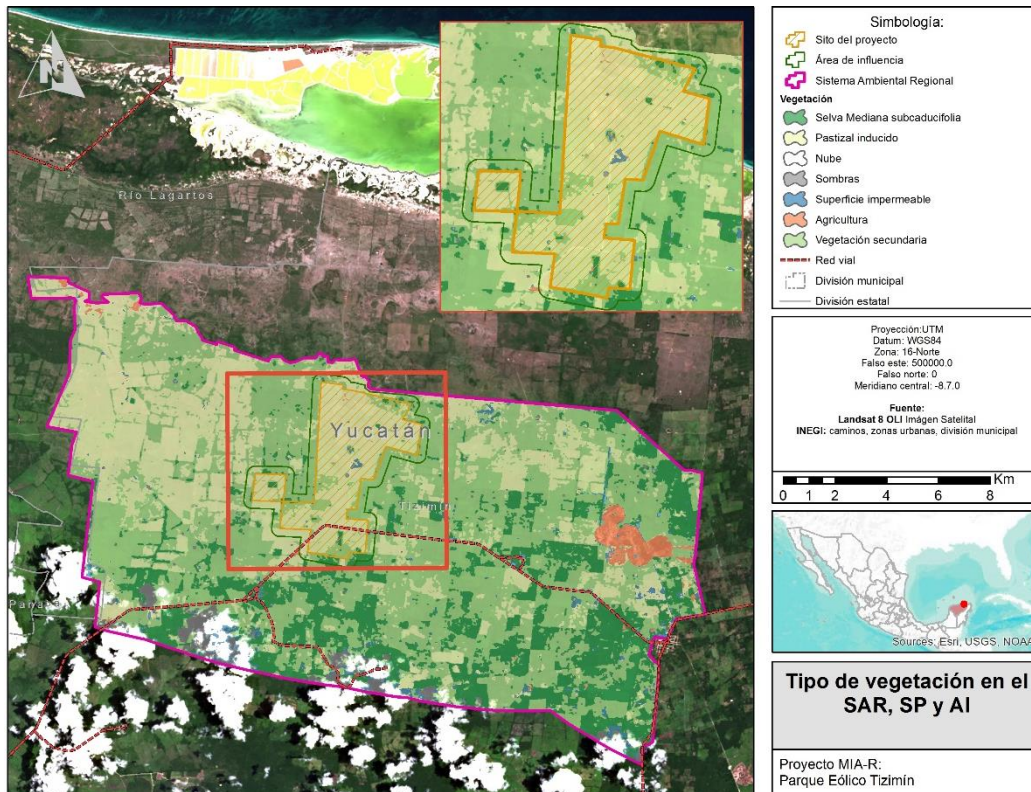 N
Río Lagartos
Yucatán
Tizimín
Simbología:
Sito del proyecto
Área de influencia
Sistema Ambiental Regional
Vegetación
Selva Mediana subcaducifolia
Pastizal inducido
Nube
Sombras
Superficie impermeable
Agricultura
Vegetación secundaria
Red vial
División municipal
División estatal
Proyección:UTM
Datum: WGS84
Zona: 16-Norte
Falso este: 500000.0
Falso norte: 0
Meridiano central: -8.7.0
Fuente:
Landsat 8 OLI Imágen Satelital
INEGI: caminos, zonas urbanas, división municipal
Km
0 1 2 4 6 8
Sources: Esri, USGS, NOAA
Tipo de vegetación en el
SAR, SP y AI
Proyecto MIA-R:
Parque Eólico Tizimín